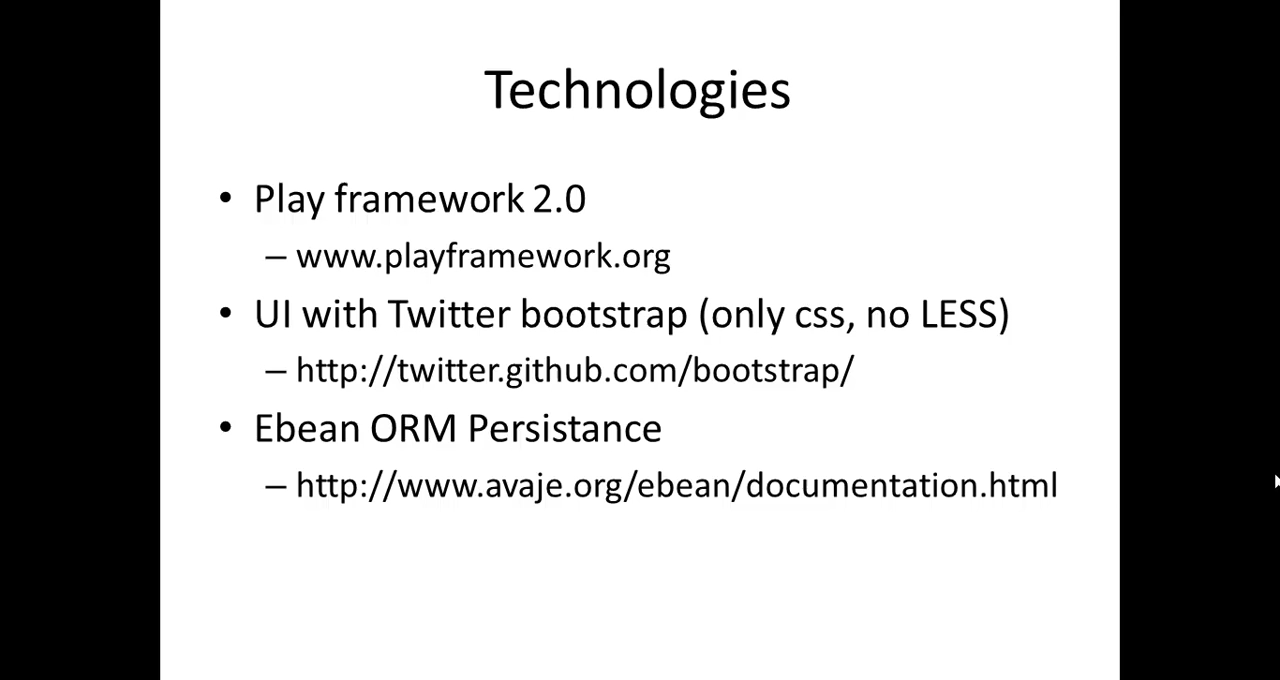 Technologies
• Play framework 2.0
– www.playframework.org
• UI with Twitter bootstrap (only css, no LESS)
– http://twitter.github.com/bootstrap/
• Ebean ORM Persistance
– http://www.avaje.org/ebean/documentation.html